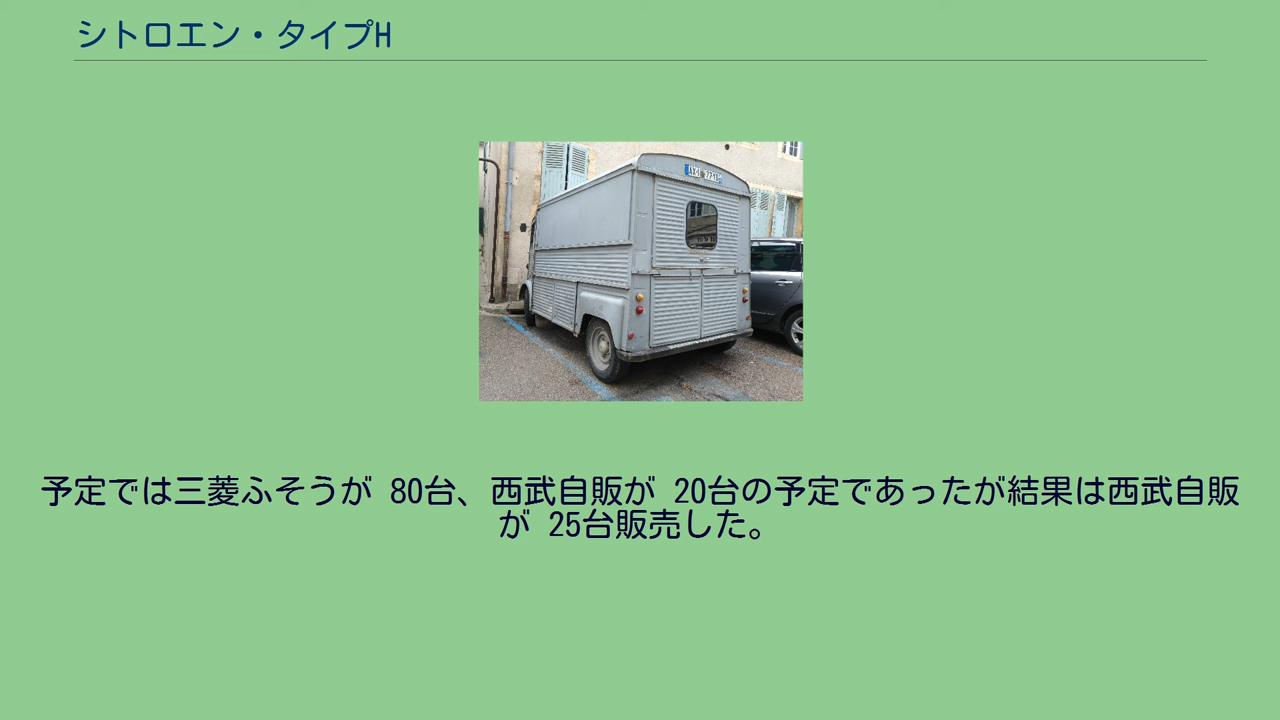 シトロエン・タイプH
予定では三菱ふそうが 80台、西武自販が 20台の予定であったが結果は西武自販
が 25台販売した。